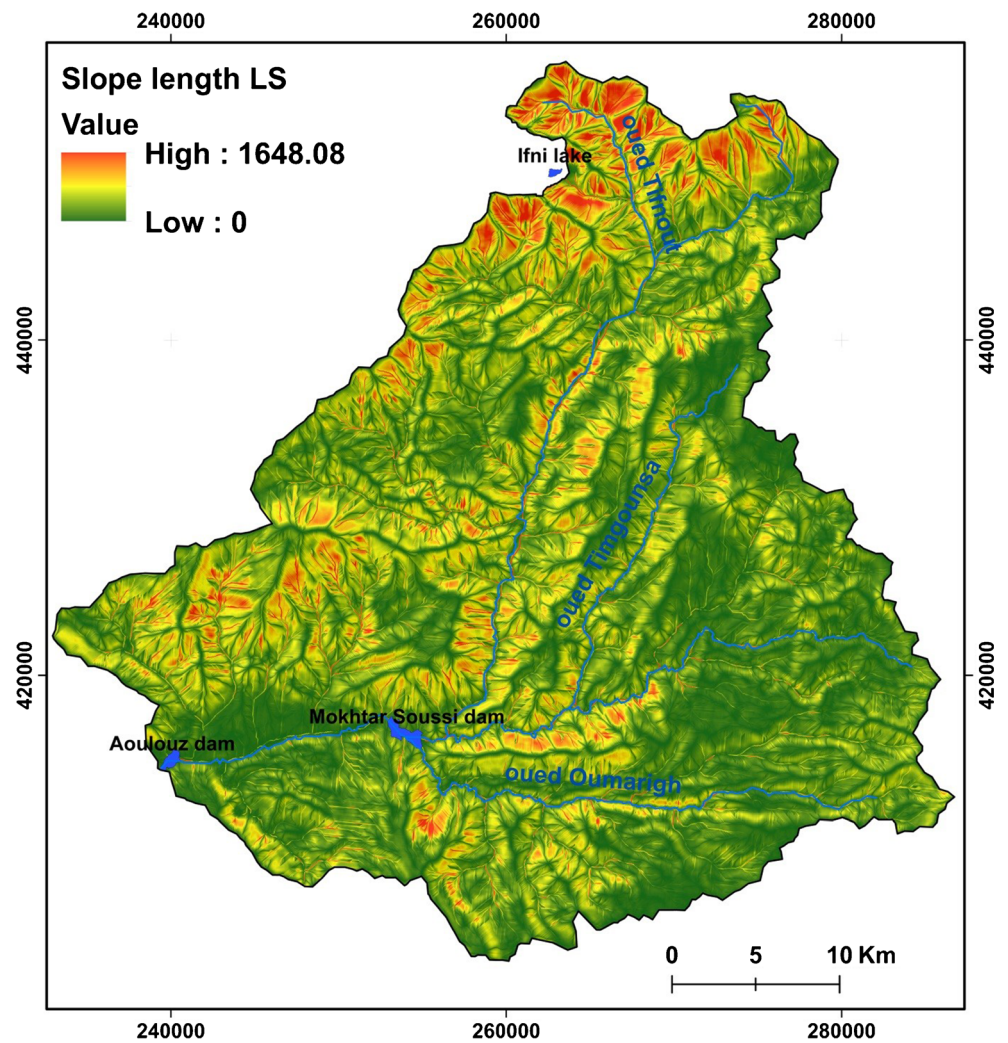 240000
260000
280000
Slope length LS
Value
High : 1648.08
Low : 0
Ifni lake
oued Tifnout
440000
440000
oued Timgounsa
420000
420000
Mokhtar Soussi dam
Aoulouz dam
oued Oumarigh
0 5 10 Km
240000
260000
280000